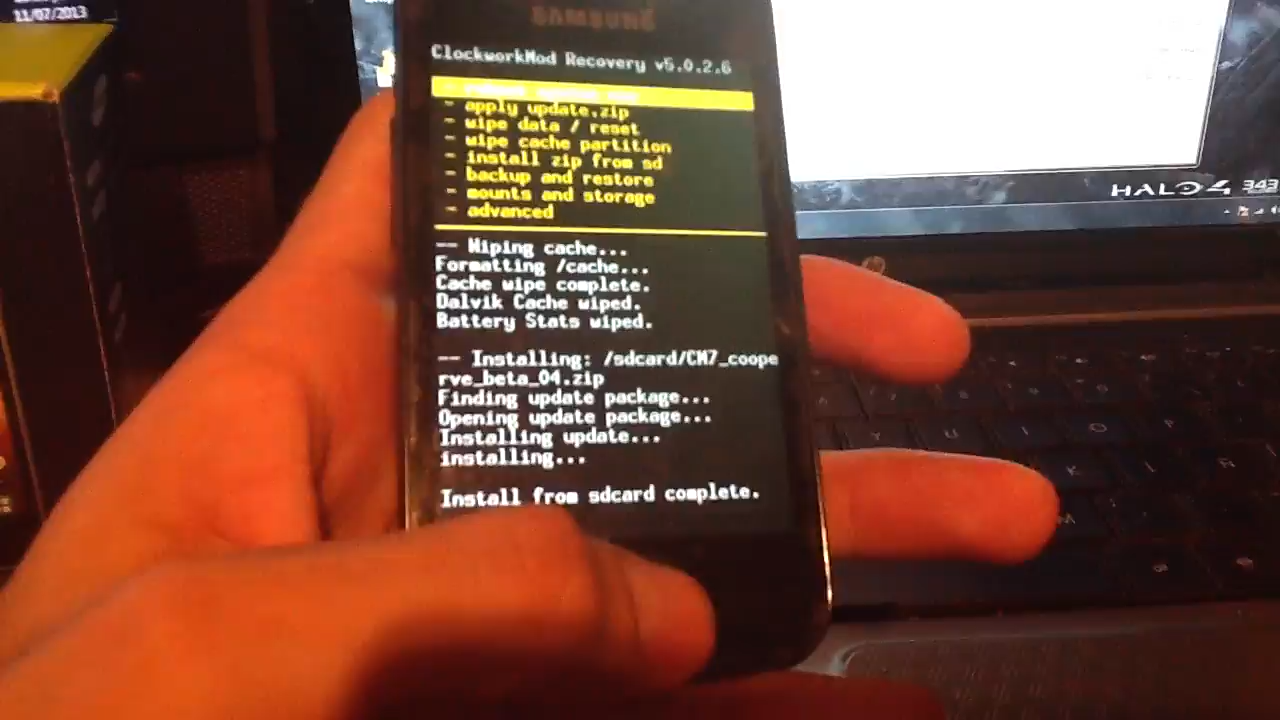 11/07/2013
SAMSUNG
ClockworkMod Recovery v5.0.2.6
- apply update.zip
- wipe data / reset
- wipe cache partition
- install zip from sd
- backup and restore
- mounts and storage
- advanced
-- Wiping cache...
Formatting /cache...
Cache wipe complete.
Dalvik Cache wiped.
Battery Stats wiped.
-- Installing: /sdcard/CM7_coope
rve_beta_04.zip
Finding update package...
Opening update package...
Installing update...
installing...
Install from sdcard complete.
HALO 4 343
Y U I O P
K L Ñ
M